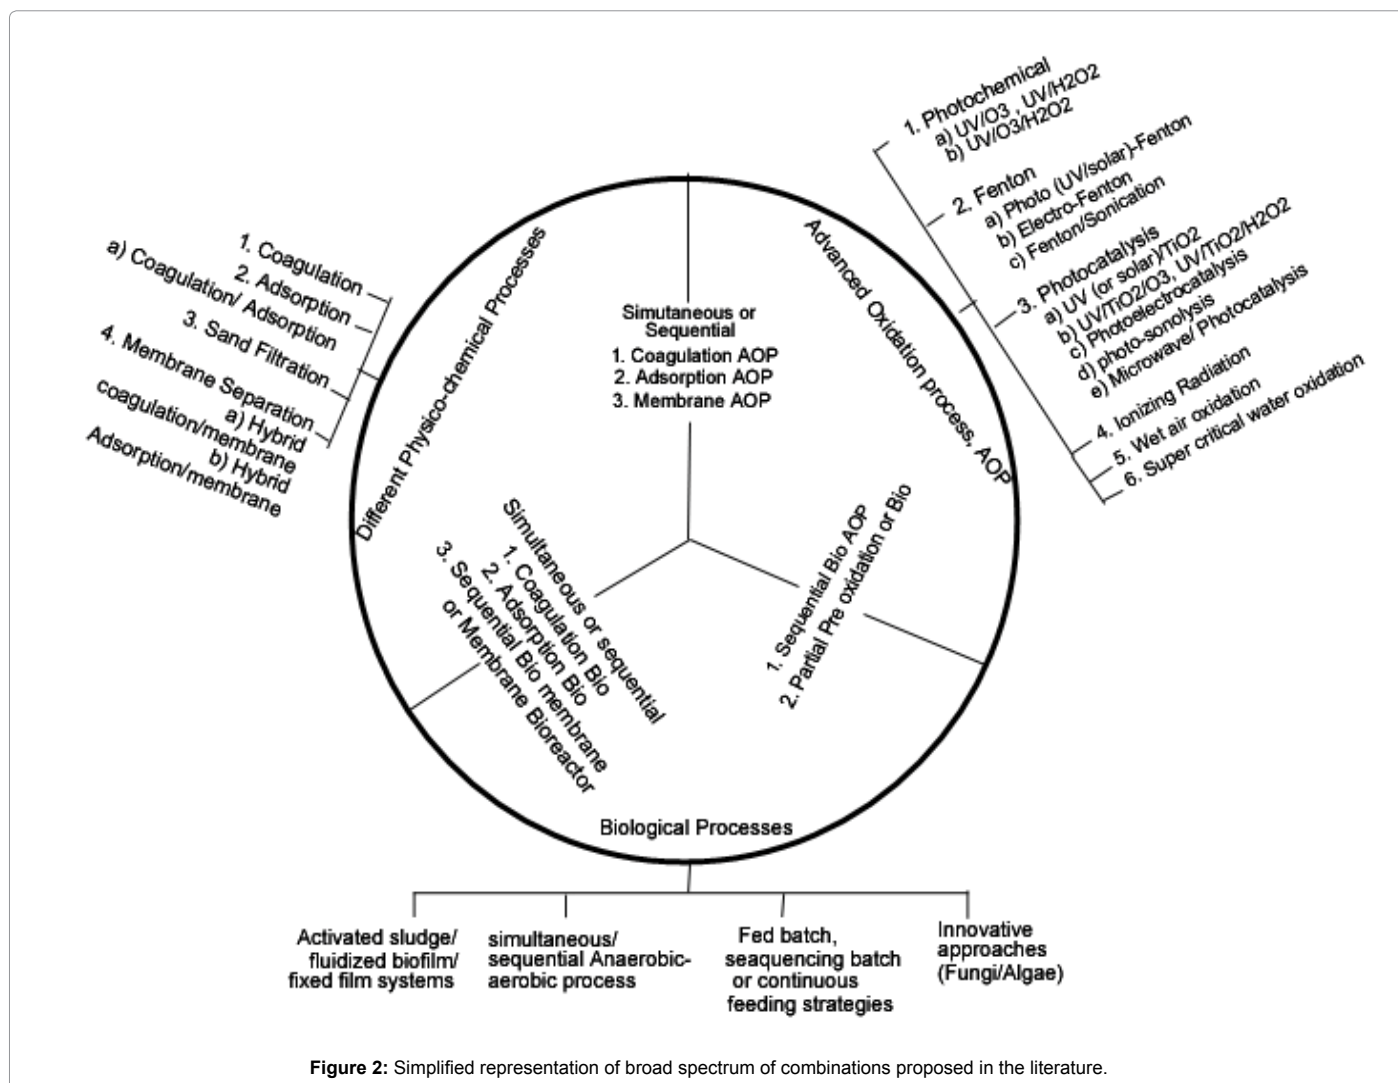 1. Coagulation
2. Adsorption
a) Coagulation/ Adsorption
3. Sand Filtration
4. Membrane Separation
a) Hybrid
coagulation/membrane
b) Hybrid
Adsorption/membrane
Different Physico-chemical Processes
Simutaneous or
Sequential
1. Coagulation AOP
2. Adsorption AOP
3. Membrane AOP
Advanced Oxidation process, AOP
1. Photochemical
a) UV/O3 , UV/H2O2
b) UV/O3/H2O2
2. Fenton
a) Photo (UV/solar)-Fenton
b) Electro-Fenton
c) Fenton/Sonication
3. Photocatalysis
a) UV (or solar)/TiO2
b) UV/TiO2/O3, UV/TiO2/H2O2
c) Photoelectrocatalysis
d) photo-sonolysis
e) Microwave/ Photocatalysis
4. Ionizing Radiation
5. Wet air oxidation
6. Super critical water oxidation
Simultaneous or sequential
1. Coagulation Bio
2. Adsorption Bio
3. Sequential Bio membrane
or Membrane Bioreactor
1. Sequential Bio AOP
2. Partial Pre oxidation or Bio
Biological Processes
Activated sludge/
fluidized biofilm/
fixed film systems
simultaneous/
sequential Anaerobic-
aerobic process
Fed batch,
seaquencing batch
or continuous
feeding strategies
Innovative
approaches
(Fungi/Algae)
Figure 2: Simplified representation of broad spectrum of combinations proposed in the literature.